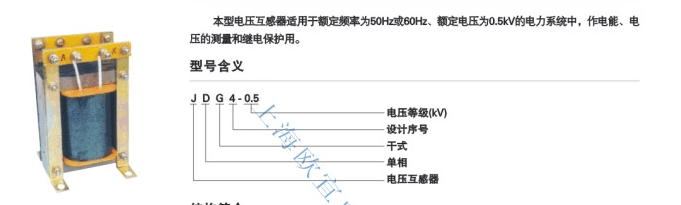 本型电压互感器适用于额定频率为50Hz或60Hz、额定电压为0.5kV的电力系统中，作电能、电
压的测量和继电保护用。
型号含义
J D G 4 - 0.5
电压等级(kV)
设计序号
干式
单相
电压互感器
上海欧宜